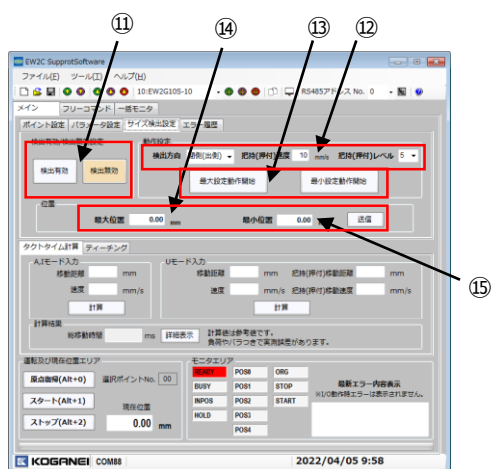 ⑪ ⑭ ⑬ ⑫
EW2C SupprotSoftware
ファイル(F) ツール(T) ヘルプ(H)
10:EW2G10S-10 RS485アドレス No. 0
メイン フリーコマンド 一括モニタ
ポイント設定 パラメータ設定 サイズ検出設定 エラー履歴
動作設定
検出有効 検出無効
検出方向 閉側(出側) 把持(押付)速度 10 mm/s 把持(押付)レベル 5
最大設定動作開始 最小設定動作開始
位置
最大位置 0.00 mm 最小位置 0.00 送信
⑮
タクトタイム計算 ティーチング
A,Iモード入力 Uモード入力
移動距離 mm 移動距離 mm 把持(押付)移動距離 mm
速度 mm/s 速度 mm/s 把持(押付)移動速度 mm/s
計算 計算
計算結果
総移動時間 ms 詳細表示 計算値は参考値です。
負荷やバラつきで実測誤差があります。
運転及び現在位置エリア モニタエリア
原点復帰(Alt+0) 選択ポイントNo. 00
スタート(Alt+1) 現在位置
ストップ(Alt+2) 0.00 mm
READY POS8 ORG
BUSY POS1 STOP
INPOS POS2 START
HOLD POS3
POS4
最新エラー内容表示
※I/O動作時エラーは表示されません。
KOGANEI COM88 2022/04/05 9:58